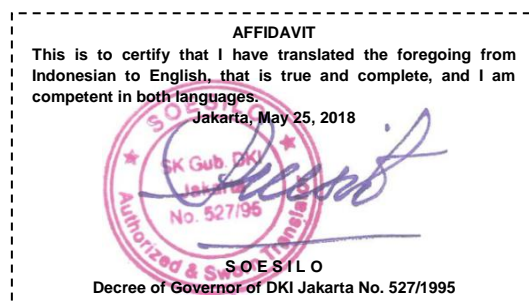 AFFIDAVIT
This is to certify that I have translated the foregoing from
Indonesian to English, that is true and complete, and I am
competent in both languages.
Jakarta, May 25, 2018
SOESILO
SK Gub. DKI
Jakarta
No. 527/95
Authorized & Sworn Translator
S O E S I L O
Decree of Governor of DKI Jakarta No. 527/1995